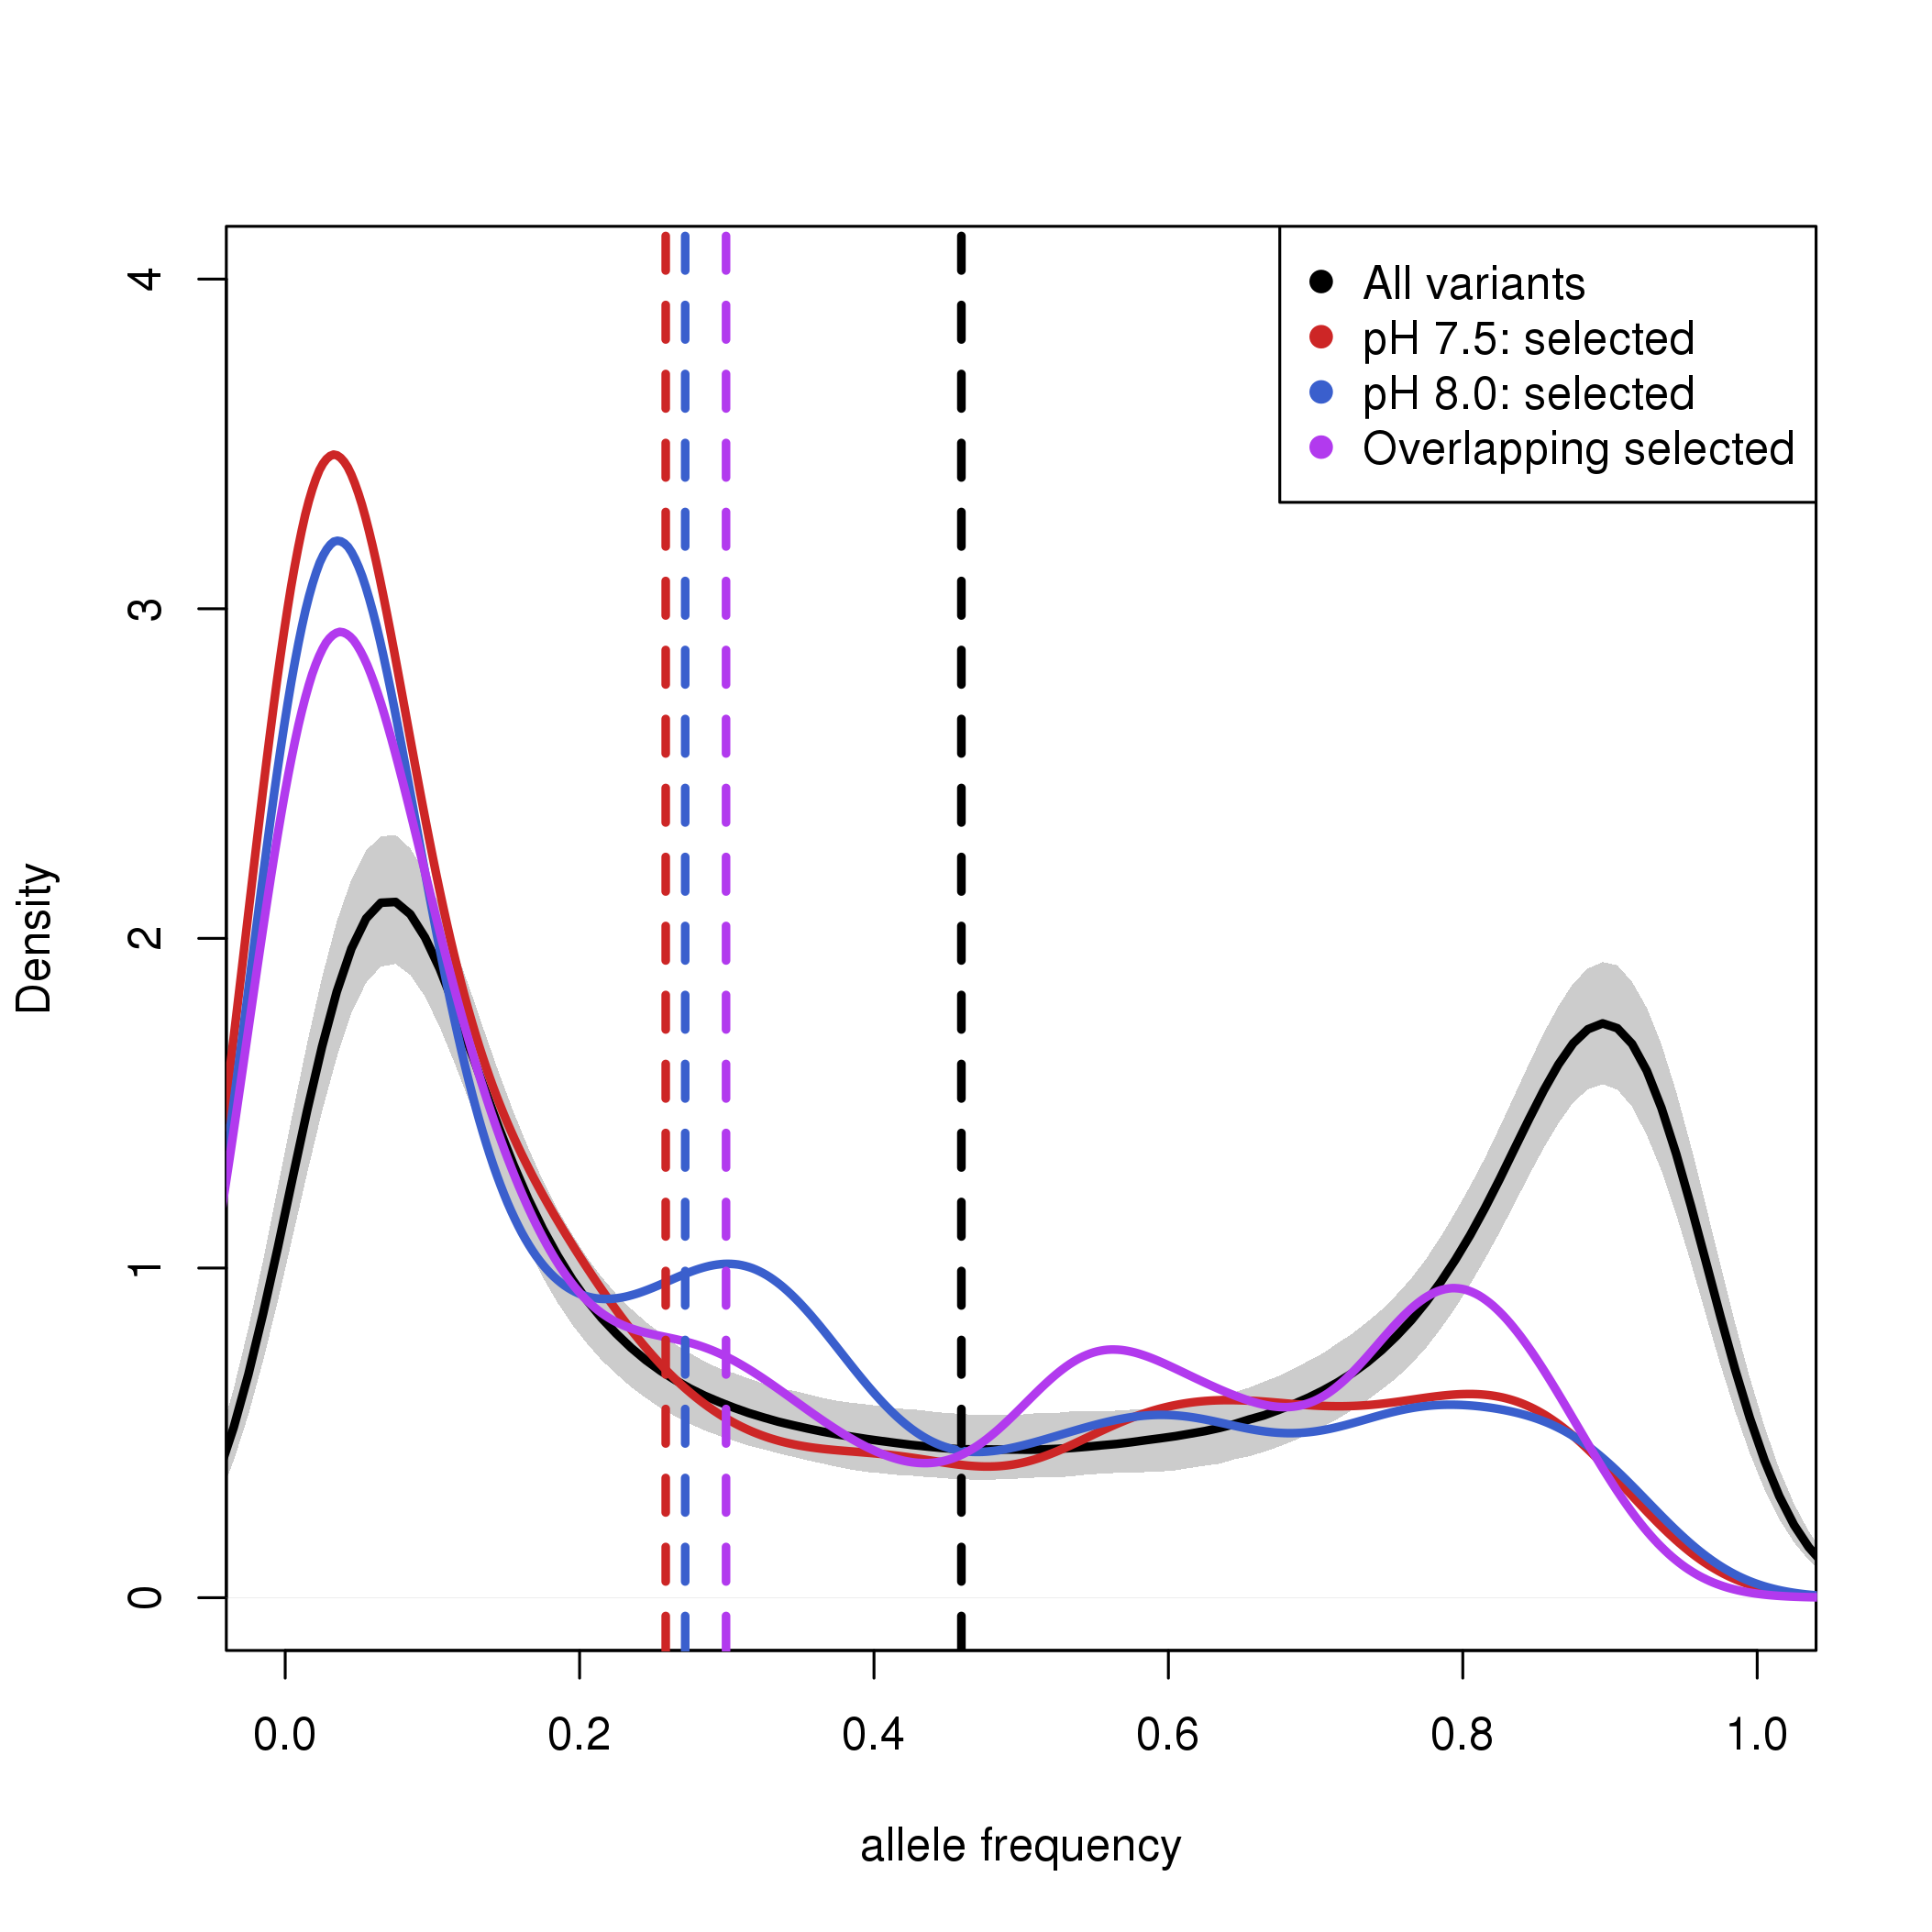 All variants
pH 7.5: selected
pH 8.0: selected
Overlapping selected
4
3
2
1
0
Density
0.0 0.2 0.4 0.6 0.8 1.0
allele frequency